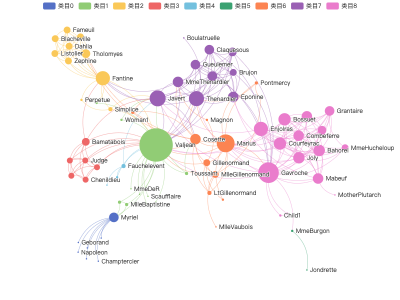 类目0 类目1 类目2 类目3 类目4 类目5 类目6 类目7 类目8
Fameuil
Blacheville
Boulatruelle
Dahlia
Listolier
Tholomyes
Claquesous
Zephine
Gueulemer
Brujon
Fantine
MmeThenardier
Pontmercy
Perpetue
Javert
Thenardier
Eponine
Simplice
Grantaire
Woman1
Magnon
Bossuet
Enjolras
Combeferre
Bamatabois
Valjean
Cosette
Marius
Courfeyrac
MmeHucheloup
Bahorel
Judge
Joly
Fauchelevent
Gillenormand
Toussaint
MlleGillenormand
Gavroche
Chenildieu
Mabeuf
MmeDeR
Scaufflaire
LtGillenormand
MotherPlutarch
MlleBaptistine
Myriel
Child1
MlleVaubois
MmeBurgon
Geborand
Napoleon
Champtercier
Jondrette